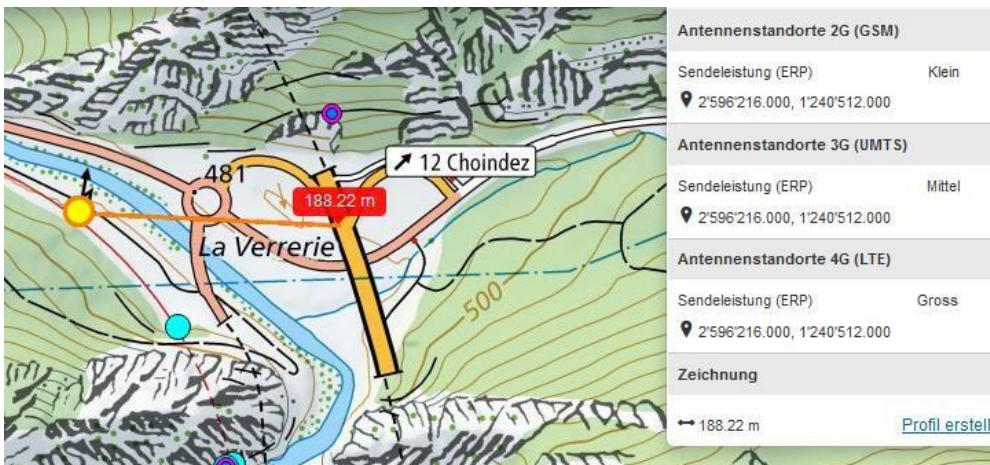 12 Choindez
481
188.22 m
La Verrerie
500
Antennenstandorte 2G (GSM)
Sendeleistung (ERP) Klein
2'596'216.000, 1'240'512.000
Antennenstandorte 3G (UMTS)
Sendeleistung (ERP) Mittel
2'596'216.000, 1'240'512.000
Antennenstandorte 4G (LTE)
Sendeleistung (ERP) Gross
2'596'216.000, 1'240'512.000
Zeichnung
188.22 m Profil erstell